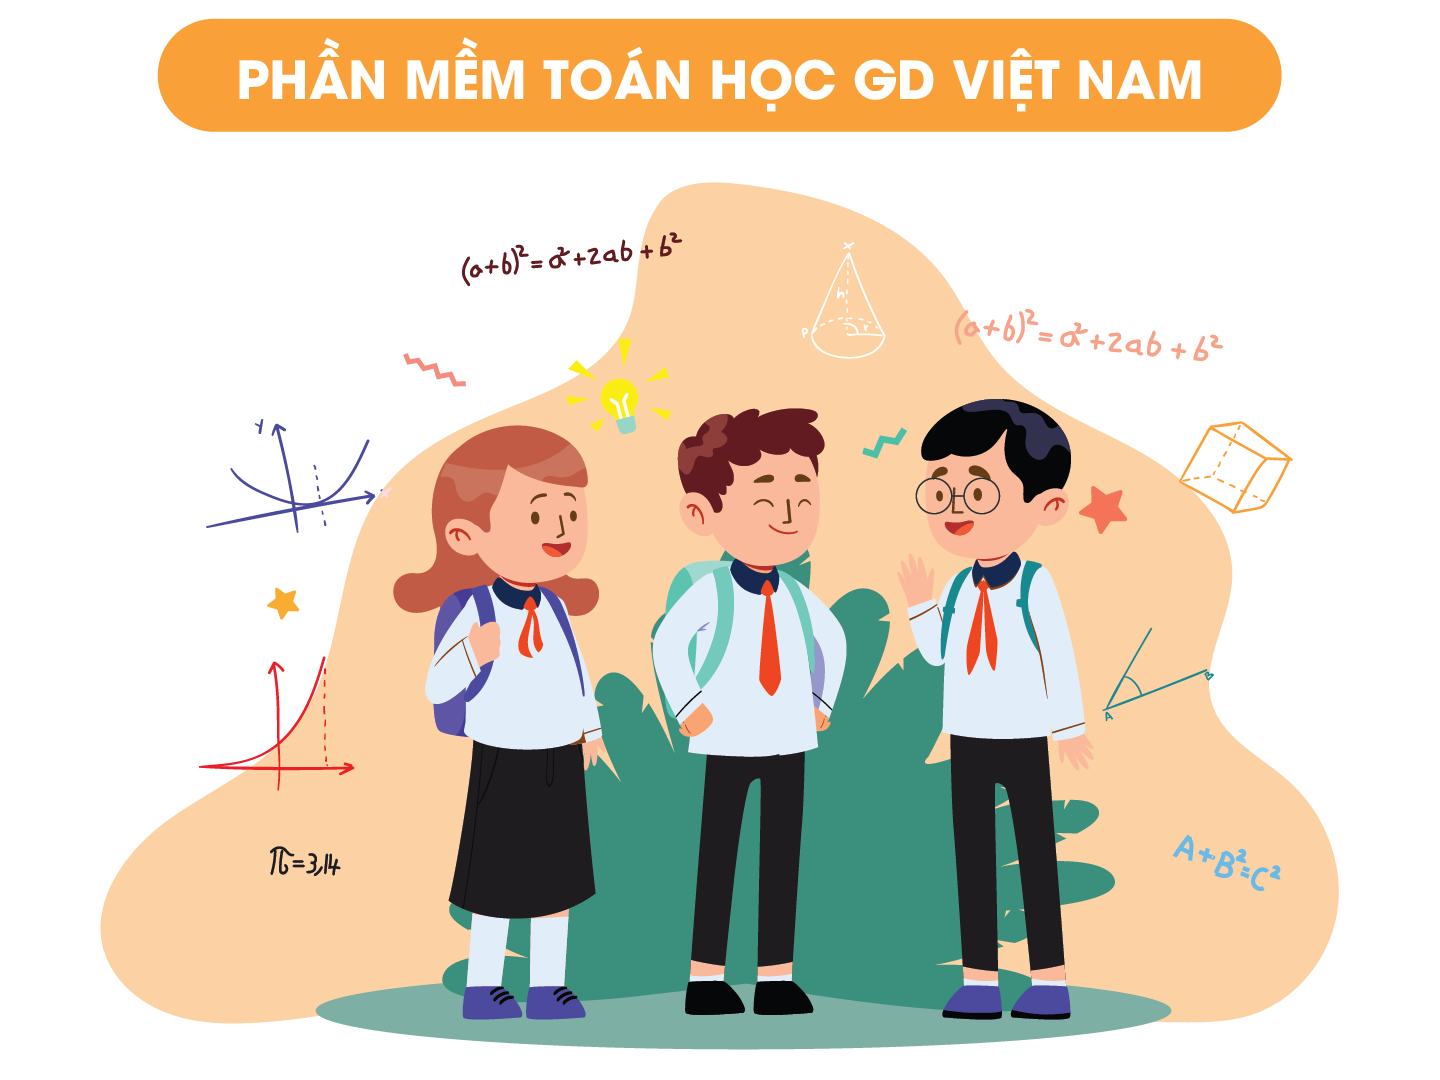 PHẦN MỀM TOÁN HỌC GD VIỆT NAM
(a+b)²=a²+2ab+b²
x
h
P r
(a+b)²=a²+2ab+b²
y
x
B
A
π=3,14
A+B²=C²